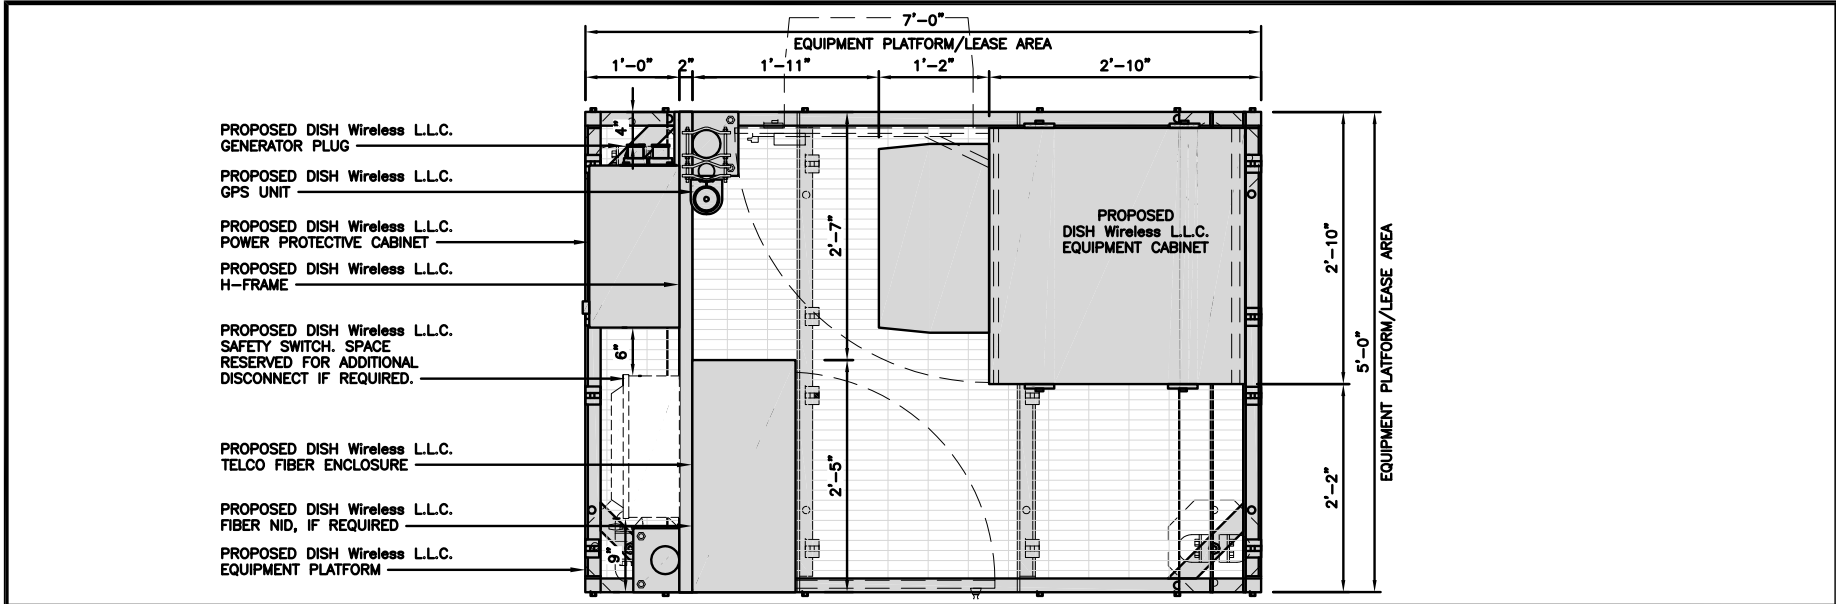 7'-0"
EQUIPMENT PLATFORM/LEASE AREA
1'-0"
2"
1'-11"
1'-2"
2'-10"
PROPOSED DISH Wireless L.L.C.
GENERATOR PLUG
PROPOSED DISH Wireless L.L.C.
GPS UNIT
PROPOSED DISH Wireless L.L.C.
POWER PROTECTIVE CABINET
PROPOSED DISH Wireless L.L.C.
H-FRAME
PROPOSED DISH Wireless L.L.C.
SAFETY SWITCH. SPACE
RESERVED FOR ADDITIONAL
DISCONNECT IF REQUIRED.
PROPOSED DISH Wireless L.L.C.
TELCO FIBER ENCLOSURE
PROPOSED DISH Wireless L.L.C.
FIBER NID, IF REQUIRED
PROPOSED DISH Wireless L.L.C.
EQUIPMENT PLATFORM
4"
6"
9"
2'-7"
2'-5"
PROPOSED
DISH Wireless L.L.C.
EQUIPMENT CABINET
2'-10"
2'-2"
5'-0"
EQUIPMENT PLATFORM/LEASE AREA